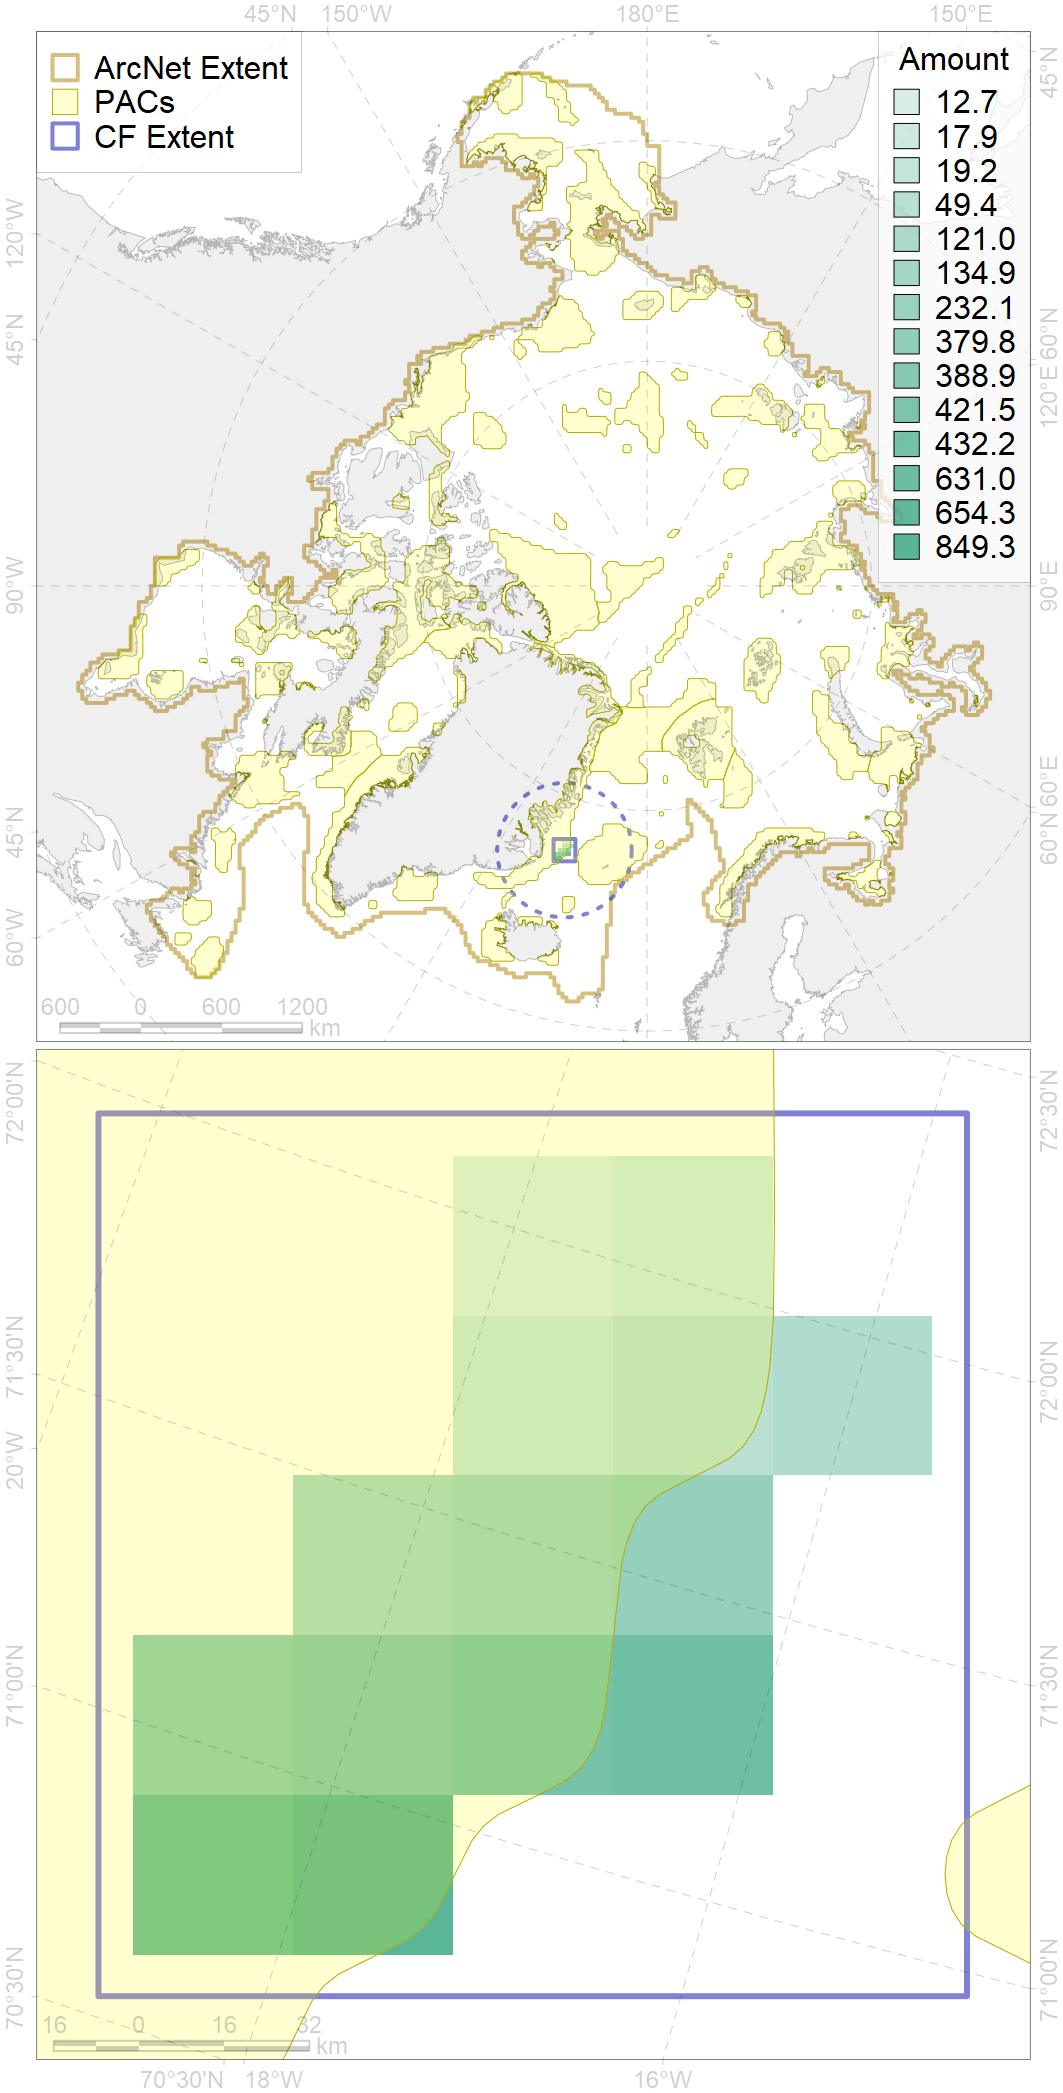 45°N 150°W 180°E 150°E
ArcNet Extent
PACs
CF Extent
Amount
12.7
17.9
19.2
49.4
121.0
134.9
232.1
379.8
388.9
421.5
432.2
631.0
654.3
849.3
120°W
45°N
90°W
45°N
60°W
45°N
60°N
120°E
90°E
60°E
60°N
600 0 600 1200
km
72°00'N
71°30'N
20°W
71°00'N
70°30'N
72°30'N
72°00'N
71°30'N
71°00'N
16 0 16 32
km
70°30'N 18°W 16°W